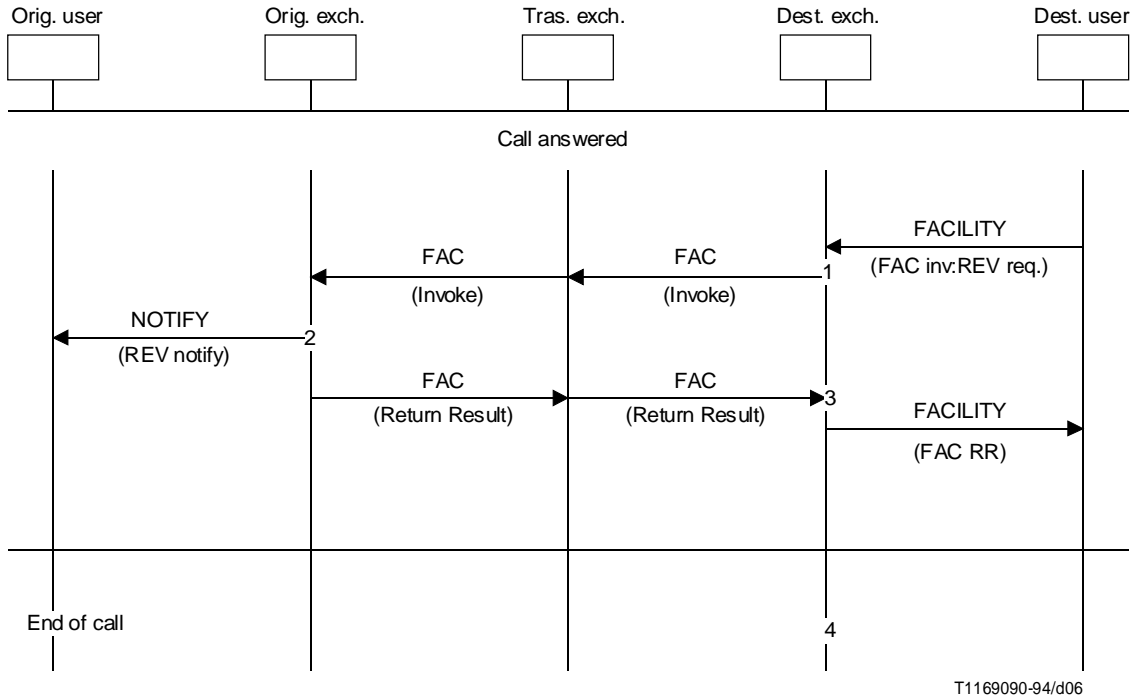 Orig. user
Orig. exch.
Tras. exch.
Dest. exch.
Dest. user
Call answered
FACILITY
(FAC inv:REV req.)
FAC
(Invoke)
FAC
(Invoke)
1
NOTIFY
(REV notify)
2
FAC
(Return Result)
FAC
(Return Result)
3
FACILITY
(FAC RR)
End of call
4
T1169090-94/d06